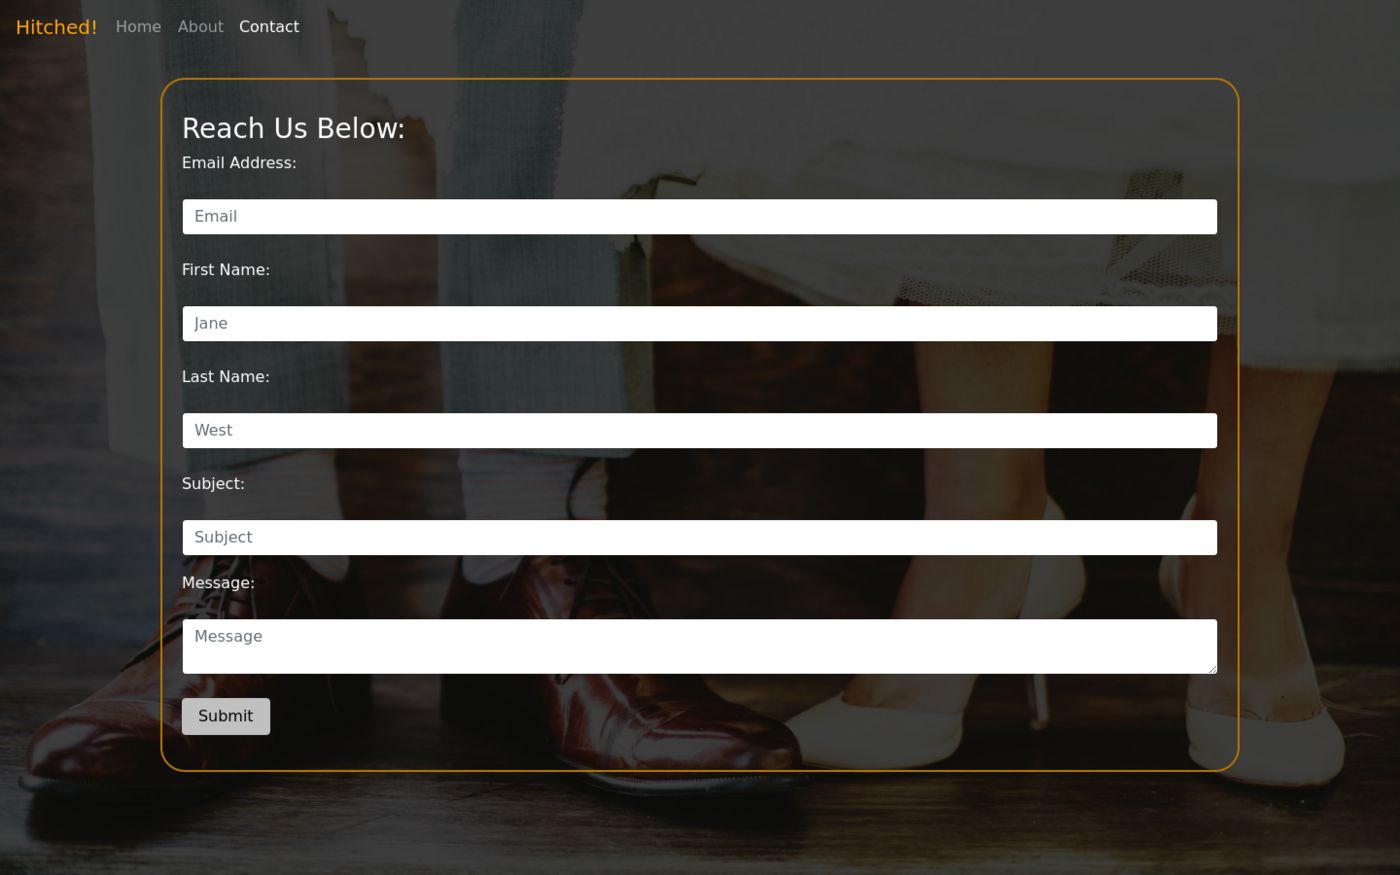 Hitched! Home About Contact
Reach Us Below:
Email Address:
Email
First Name:
Jane
Last Name:
West
Subject:
Subject
Message:
Message
Submit